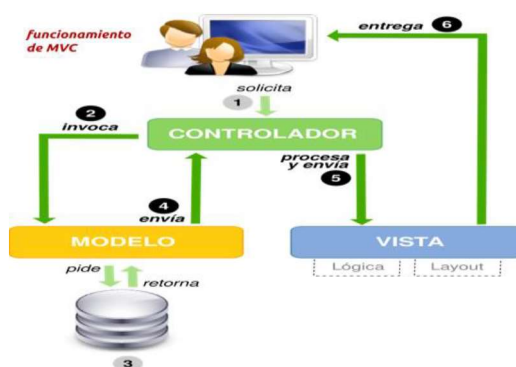 funcionamiento
de MVC
entrega 6
solicita
1
2
invoca
CONTROLADOR
procesa
y envía
5
4
envía
MODELO
VISTA
Lógica
Layout
pide
retorna
3